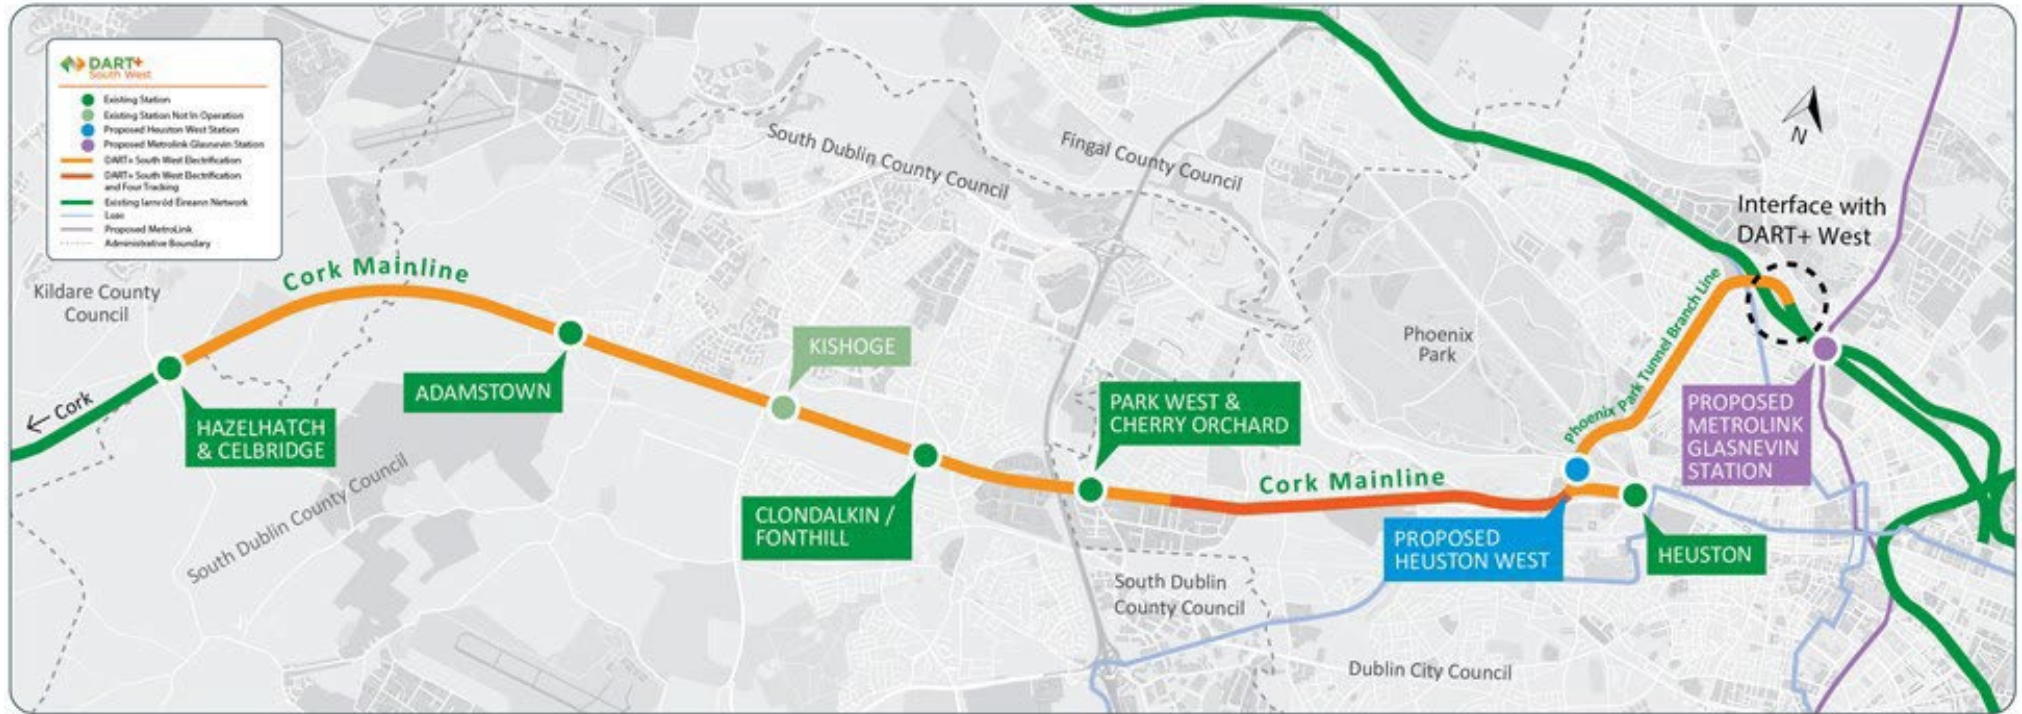 DART+
South West
Existing Station
Existing Station Not In Operation
Proposed Heuston West Station
Proposed Metrolink Glasnevin Station
DART+ South West Electrification
DART+ South West Electrification
and Four Tracking
Existing Iarnród Éireann Network
Luas
Proposed MetroLink
Administrative Boundary
Kildare County
Council
Cork Mainline
← Cork
HAZELHATCH
& CELBRIDGE
South Dublin County Council
ADAMSTOWN
KISHOGE
CLONDALKIN /
FONTHILL
South Dublin County Council
Fingal County Council
PARK WEST &
CHERRY ORCHARD
Cork Mainline
South Dublin
County Council
Dublin City Council
Phoenix
Park
Phoenix Park Tunnel Branch Line
PROPOSED
HEUSTON WEST
HEUSTON
N
Interface with
DART+ West
PROPOSED
METROLINK
GLASNEVIN
STATION